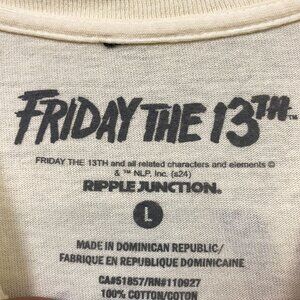 FRIDAY THE 13TH™
FRIDAY THE 13TH and all related characters and elements ©
& ™ NLP, Inc. (s24)
RIPPLE JUNCTION®
L
MADE IN DOMINICAN REPUBLIC/
FABRIQUE EN REPUBLIQUE DOMINICAINE
CA#51857/RN#110927
100% COTTON/COTON